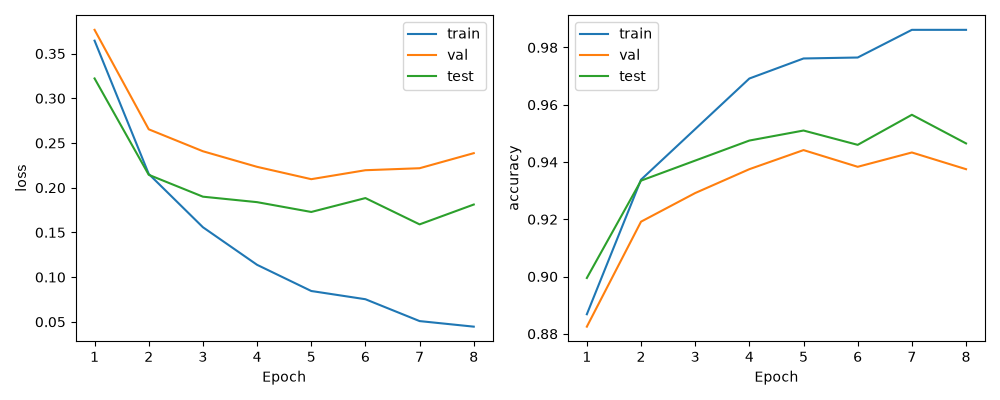 loss
0.35
0.30
0.25
0.20
0.15
0.10
0.05
1 2 3 4 5 6 7 8
Epoch
train
val
test
accuracy
0.98
0.96
0.94
0.92
0.90
0.88
1 2 3 4 5 6 7 8
Epoch
train
val
test